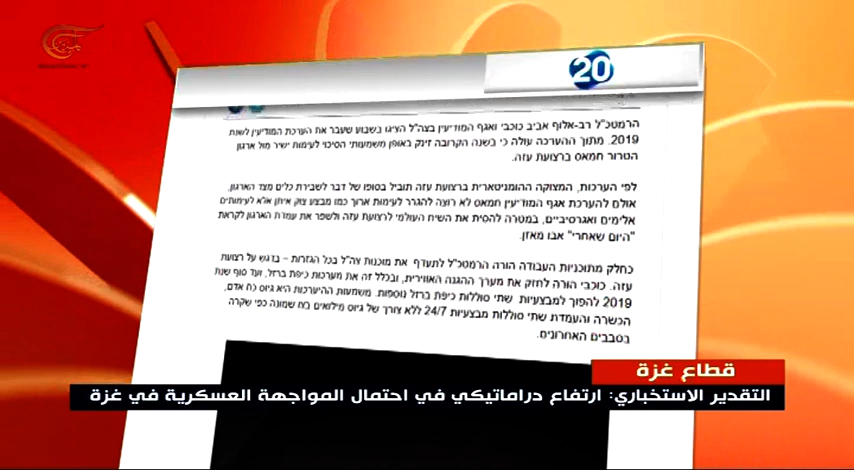 20
הרמטכ"ל רב-אלוף אביב כוכבי ואגף המודיעין בצה"ל הציגו בשבוע שעבר את הערכת המודיעין לשנת
2019. מתוך ההערכה עולה כי בשנה הקרובה זינק באופן משמעותי הסיכוי לעימות ישיר מול ארגון
הטרור חמאס ברצועת עזה.
לפי הערכות, המצוקה ההומניטארית ברצועת עזה תוביל בסופו של דבר לשבירת כלים מצד הארגון,
אולם להערכת אגף המודיעין חמאס לא רוצה להגרר לעימות ארוך כמו מבצע צוק איתן אלא לעימותים
אלימים ואגרסיביים, במטרה להסית את השיח העולמי לרצועת עזה ולשפר את עמדת הארגון לקראת
"היום שאחרי" אבו מאזן.
כחלק מתוכניות העבודה הורה הרמטכ"ל לתעדף את מוכנות צה"ל בכל הגזרות – בדגש על רצועת
עזה. כוכבי הורה לחזק את מערך ההגנה האווירית, ובכלל זה את מערכות כיפת ברזל, ועד סוף שנת
2019 להפוך למבצעיות שתי סוללות כיפת ברזל נוספות. משמעות ההיערכות היא גיוס כח אדם,
הכשרה והעמדת שתי סוללות מבצעיות 24/7 ללא צורך של גיוס מילואים בצו שמונה כפי שקרה
בסבבים האחרונים.
قطاع غزة
التقدير الاستخباري: ارتفاع دراماتيكي في احتمال المواجهة العسكرية في غزة